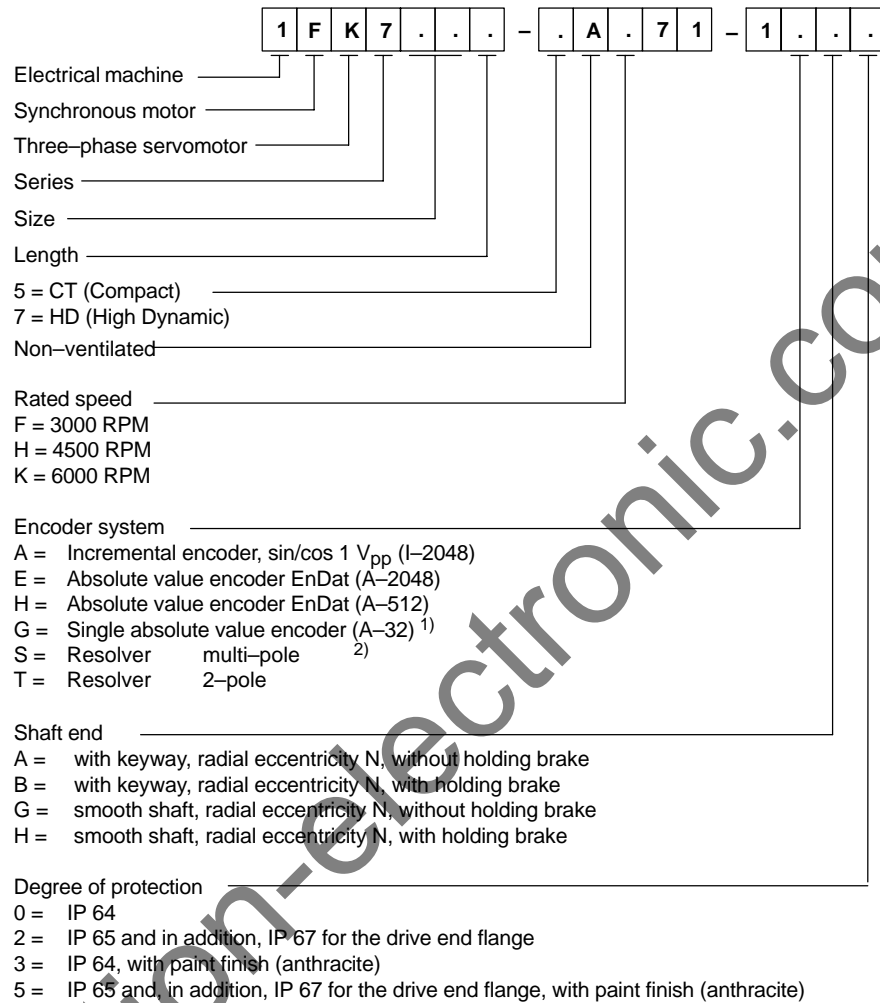 1 F K 7 . . . – . A . 7 1 – 1 . . .
Electrical machine
Synchronous motor
Three–phase servomotor
Series
Size
Length
5 = CT (Compact)
7 = HD (High Dynamic)
Non–ventilated
Rated speed
F = 3000 RPM
H = 4500 RPM
K = 6000 RPM
Encoder system
A = Incremental encoder, sin/cos 1 Vpp (I–2048)
E = Absolute value encoder EnDat (A–2048)
H = Absolute value encoder EnDat (A–512)
G = Single absolute value encoder (A–32) 1)
S = Resolver multi–pole 2)
T = Resolver 2–pole
Shaft end
A = with keyway, radial eccentricity N, without holding brake
B = with keyway, radial eccentricity N, with holding brake
G = smooth shaft, radial eccentricity N, without holding brake
H = smooth shaft, radial eccentricity N, with holding brake
Degree of protection
0 = IP 64
2 = IP 65 and in addition, IP 67 for the drive end flange
3 = IP 64, with paint finish (anthracite)
5 = IP 65 and, in addition, IP 67 for the drive end flange, with paint finish (anthracite)
ion-electronic.co